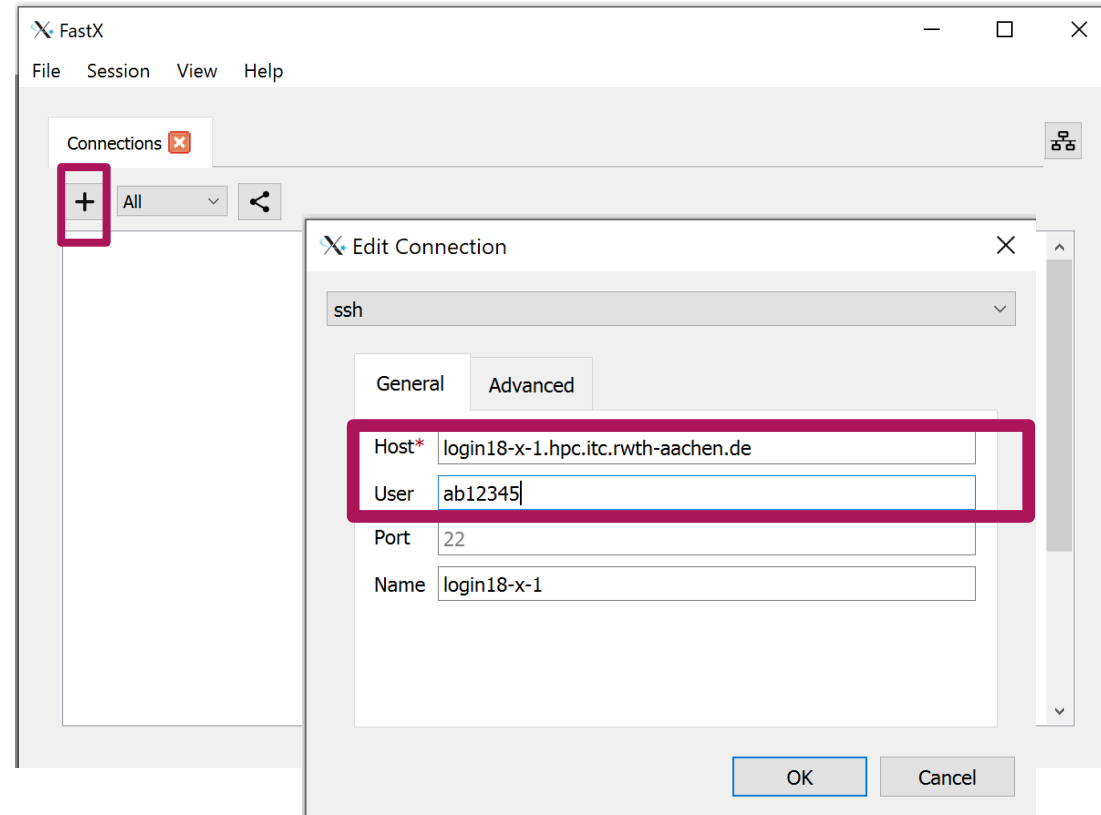 FastX
File Session View Help
Connections
All
Edit Connection
ssh
General Advanced
Host* login18-x-1.hpc.itc.rwth-aachen.de
User ab12345
Port 22
Name login18-x-1
OK Cancel